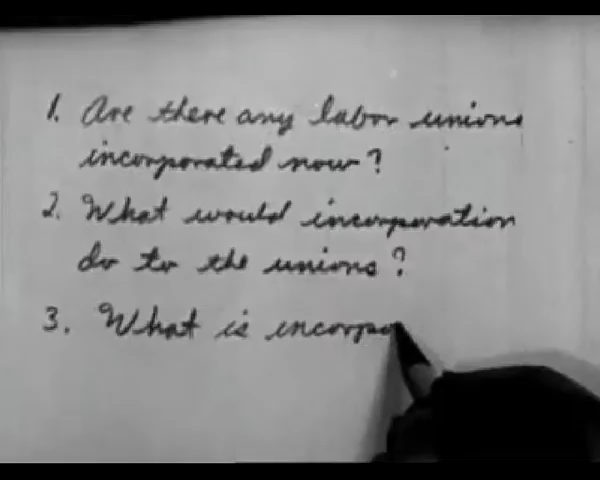 1. Are there any labor unions
incorporated now?
2. What would incorporation
do to the unions?
3. What is incorpo